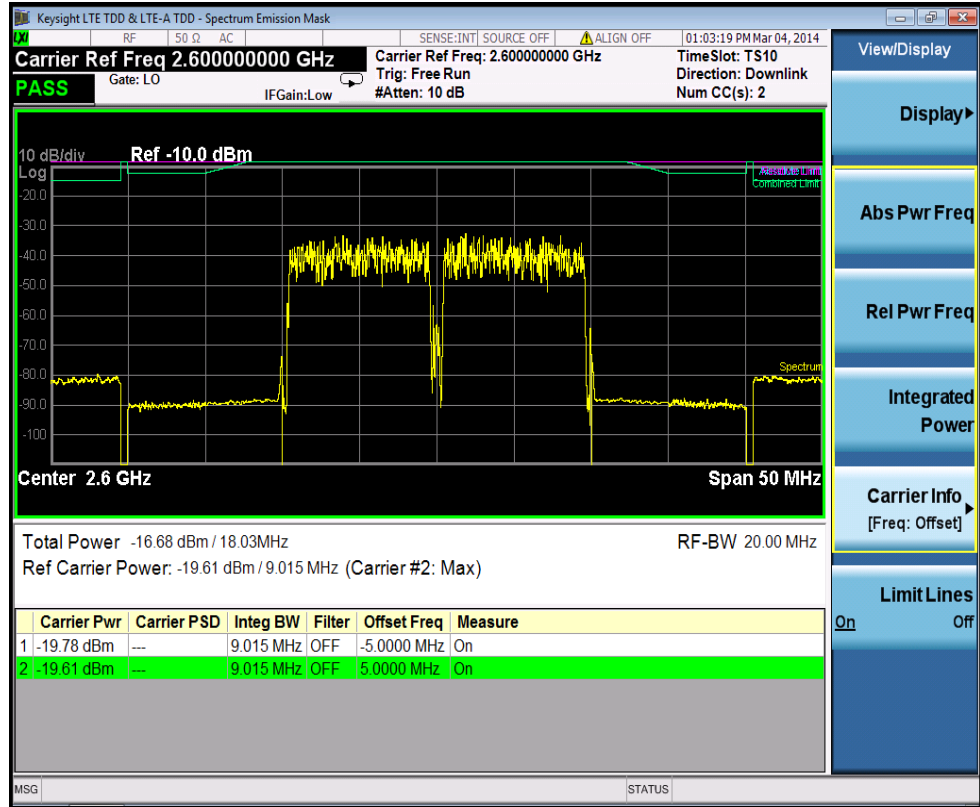 Keysight LTE TDD & LTE-A TDD - Spectrum Emission Mask
LXI RF 50 Ω AC SENSE:INT SOURCE OFF ALIGN OFF 01:03:19 PM Mar 04, 2014
Carrier Ref Freq 2.600000000 GHz
PASS
Gate: LO
IFGain:Low
Carrier Ref Freq: 2.600000000 GHz
Trig: Free Run
#Atten: 10 dB
TimeSlot: TS10
Direction: Downlink
Num CC(s): 2
10 dB/div Ref -10.0 dBm
Log
Absolute Limit
Combined Limit
-20.0
-30.0
-40.0
-50.0
-60.0
-70.0
-80.0
-90.0
-100
Spectrum
Center 2.6 GHz Span 50 MHz
Total Power -16.68 dBm / 18.03MHz RF-BW 20.00 MHz
Ref Carrier Power: -19.61 dBm / 9.015 MHz (Carrier #2: Max)
Carrier Pwr Carrier PSD Integ BW Filter Offset Freq Measure
1 -19.78 dBm --- 9.015 MHz OFF -5.0000 MHz On
2 -19.61 dBm --- 9.015 MHz OFF 5.0000 MHz On
MSG STATUS
View/Display
Display
Abs Pwr Freq
Rel Pwr Freq
Integrated
Power
Carrier Info
[Freq: Offset]
Limit Lines
On Off